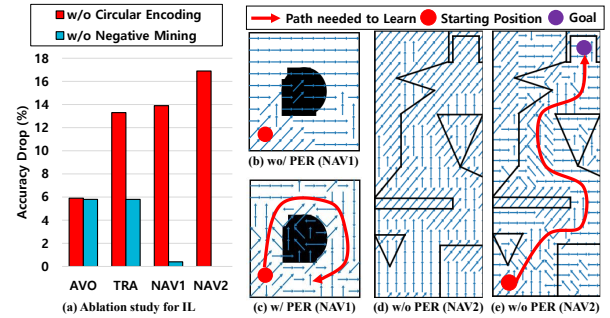 w/o Circular Encoding
w/o Negative Mining
Accuracy Drop (%)
18
16
14
12
10
8
6
4
2
0
AVO TRA NAV1 NAV2
(a) Ablation study for IL
Path needed to Learn Starting Position Goal
(b) wo/ PER (NAV1)
(c) w/ PER (NAV1)
(d) w/o PER (NAV2)
(e) w/o PER (NAV2)